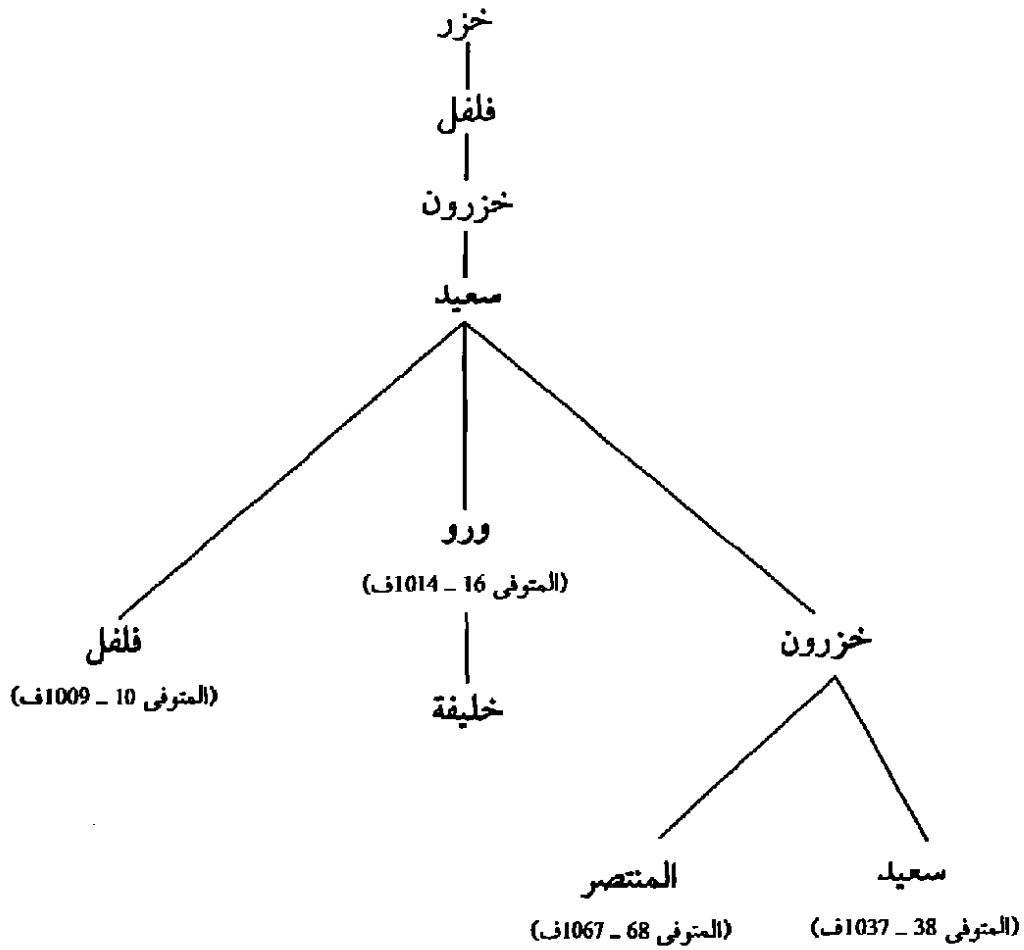 خزر
فلفل
خزرون
سعيد
ورو
(المتوفى 16 _ 1014ف)
خزرون
فلفل
(المتوفى 10 _ 1009ف)
خليفة
سعيد
المنتصر
(المتوفى 38 _ 1037ف)
(المتوفى 68 _ 1067ف)